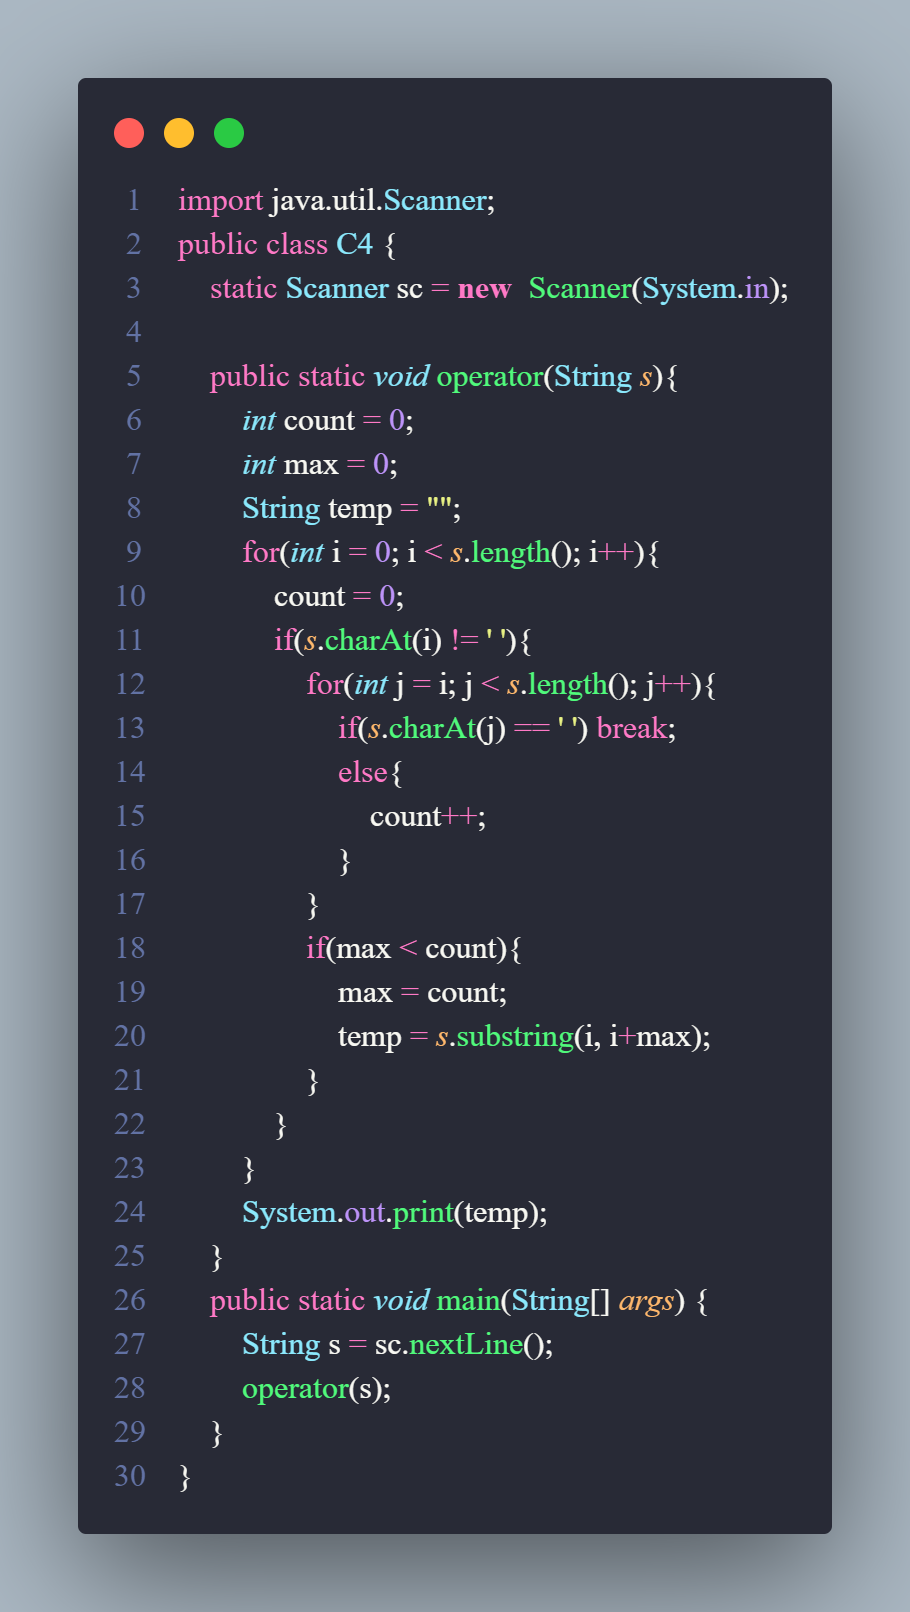 1 import java.util.Scanner;
2 public class C4 {
3     static Scanner sc = new  Scanner(System.in);
4
5     public static void operator(String s){
6         int count = 0;
7         int max = 0;
8         String temp = "";
9         for(int i = 0; i < s.length(); i++){
10             count = 0;
11             if(s.charAt(i) != ' '){
12                 for(int j = i; j < s.length(); j++){
13                     if(s.charAt(j) == ' ') break;
14                     else{
15                         count++;
16                     }
17                 }
18                 if(max < count){
19                     max = count;
20                     temp = s.substring(i, i+max);
21                 }
22             }
23         }
24         System.out.print(temp);
25     }
26     public static void main(String[] args) {
27         String s = sc.nextLine();
28         operator(s);
29     }
30 }